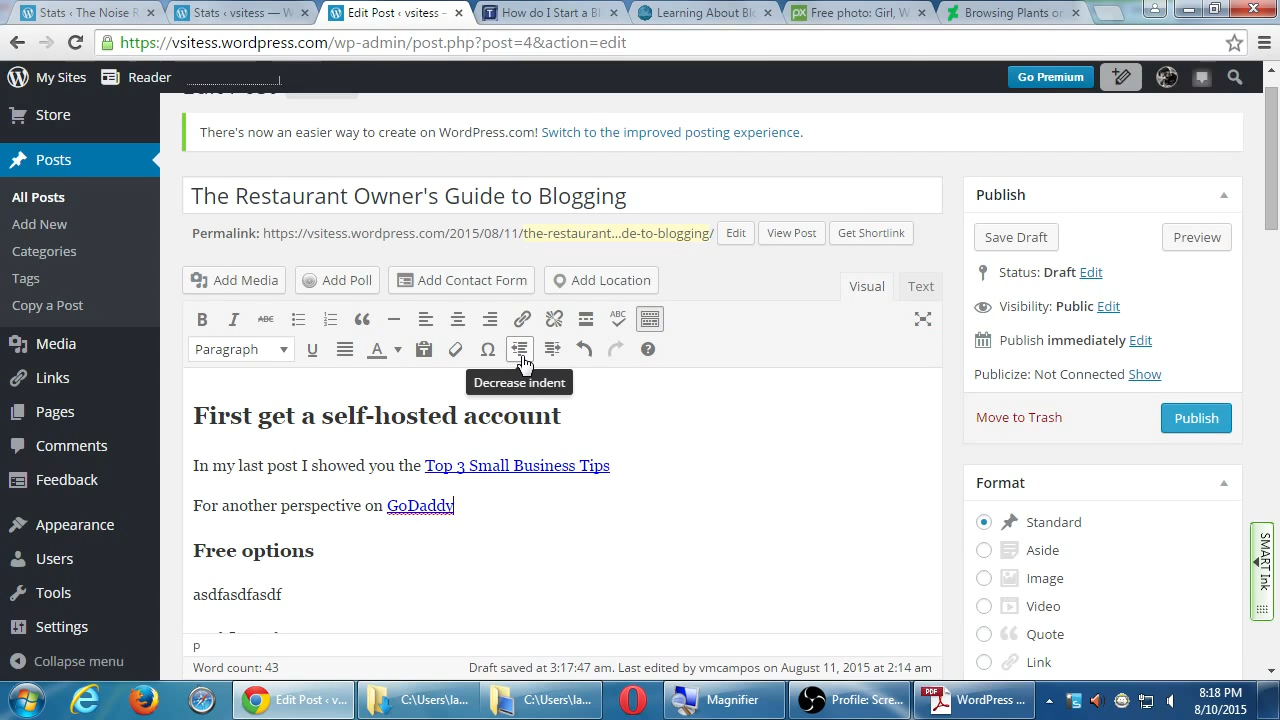 Stats ‹ The Noise R
Stats ‹ vsitess — W
Edit Post ‹ vsitess –
How do I Start a Bl
Learning About Blo
Free photo: Girl, W
Browsing Plants on
https://vsitess.wordpress.com/wp-admin/post.php?post=4&action=edit
My Sites
Reader
Go Premium
Store
There's now an easier way to create on WordPress.com! Switch to the improved posting experience.
Posts
All Posts
Add New
Categories
Tags
Copy a Post
Media
Links
Pages
Comments
Feedback
Appearance
Users
Tools
Settings
Collapse menu
The Restaurant Owner's Guide to Blogging
Permalink: https://vsitess.wordpress.com/2015/08/11/the-restaurant…de-to-blogging/ Edit View Post Get Shortlink
Add Media Add Poll Add Contact Form Add Location
Visual Text
B I ABC ABC
Paragraph U A Ω
Decrease indent
First get a self-hosted account
In my last post I showed you the Top 3 Small Business Tips
For another perspective on GoDaddy
Free options
asdfasdfasdf
p
Word count: 43
Draft saved at 3:17:47 am. Last edited by vmcampos on August 11, 2015 at 2:14 am
Publish
Save Draft Preview
Status: Draft Edit
Visibility: Public Edit
Publish immediately Edit
Publicize: Not Connected Show
Move to Trash Publish
Format
Standard
Aside
Image
Video
Quote
Link
SMART Ink
Edit Post ‹ v...
C:\Users\la...
C:\Users\la...
Magnifier
Profile: Scre...
PDF
WordPress ...
8:18 PM
8/10/2015